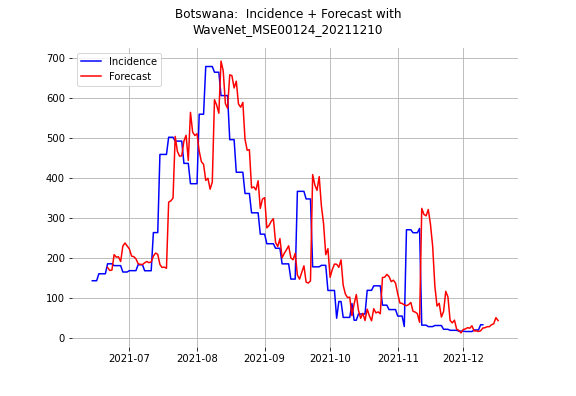 Botswana:  Incidence + Forecast with
WaveNet_MSE00124_20211210
Incidence
Forecast
700
600
500
400
300
200
100
0
2021-07 2021-08 2021-09 2021-10 2021-11 2021-12